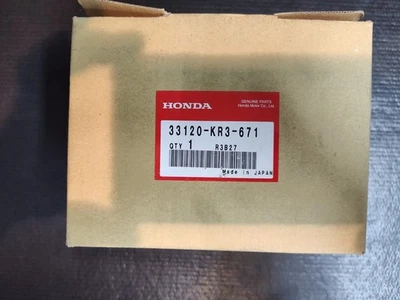 HONDA
GENUINE PARTS
Honda Motor Co., Ltd.
33120-KR3-671
QTY 1 R3B27
Made in JAPAN